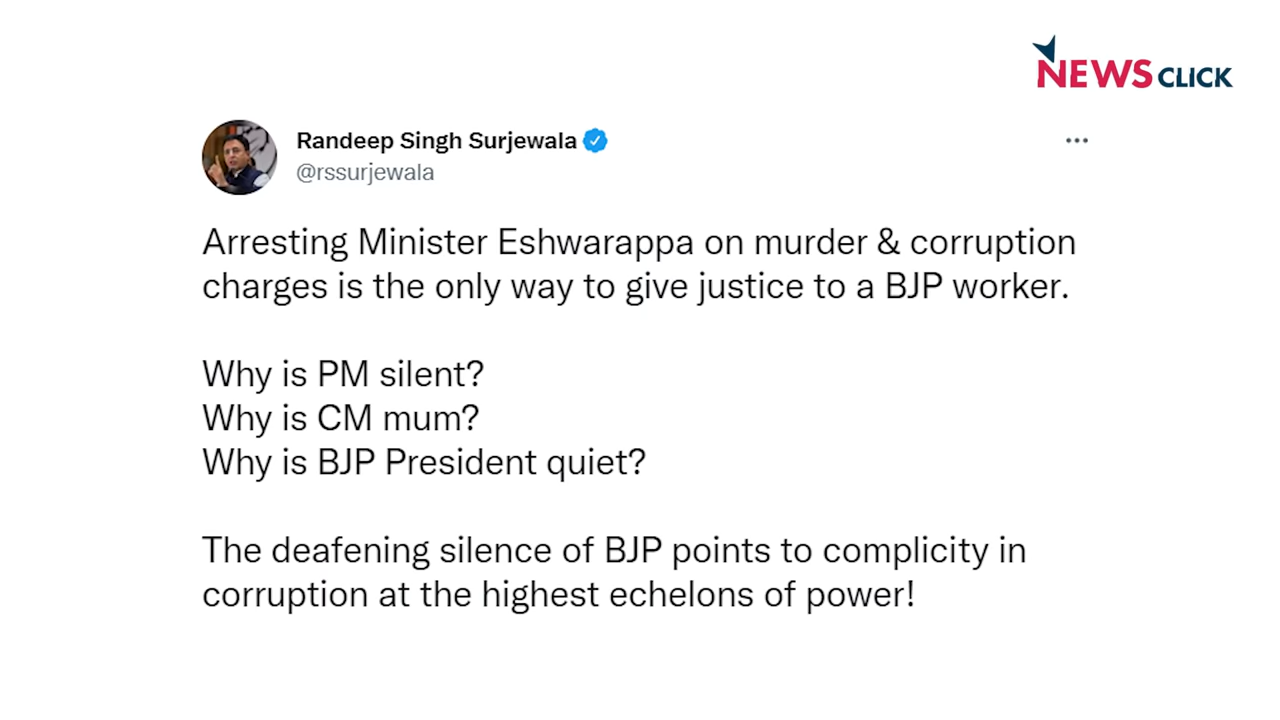 NEWS CLICK
Randeep Singh Surjewala
@rssurjewala
Arresting Minister Eshwarappa on murder & corruption
charges is the only way to give justice to a BJP worker.
Why is PM silent?
Why is CM mum?
Why is BJP President quiet?
The deafening silence of BJP points to complicity in
corruption at the highest echelons of power!